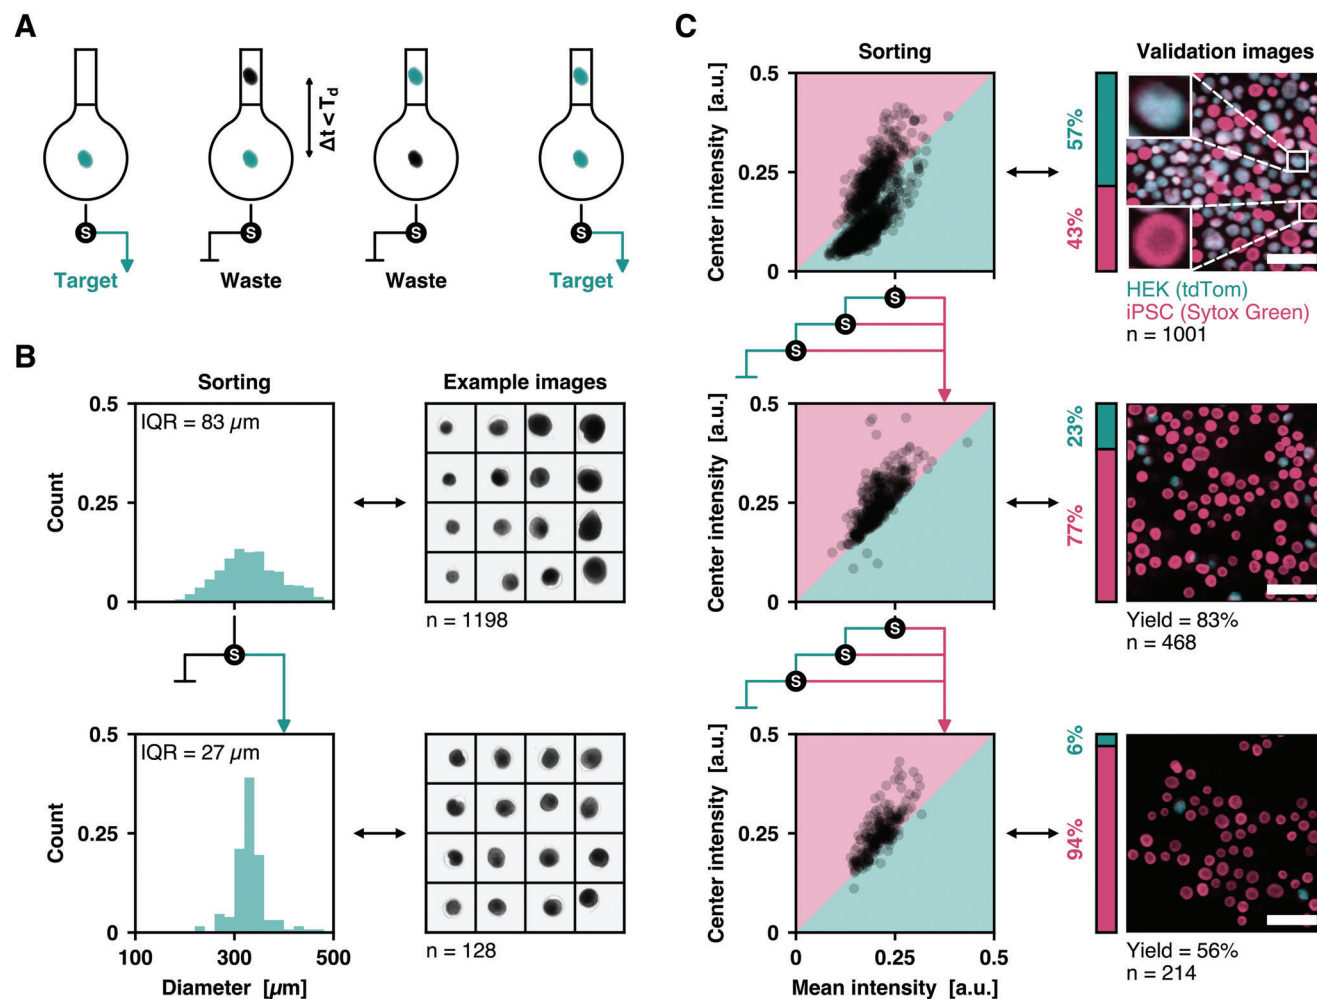 A
Δt < Td
S
S
S
S
Target
Waste
Waste
Target
B
Sorting
Example images
0.5
0.25
0
Count
IQR = 83 µm
n = 1198
S
0.5
0.25
0
Count
IQR = 27 µm
100
300
500
Diameter [µm]
n = 128
C
Sorting
Validation images
0.5
0.25
0
Center intensity [a.u.]
57%
43%
HEK (tdTom)
iPSC (Sytox Green)
n = 1001
S
S
S
0.5
0.25
0
Center intensity [a.u.]
23%
77%
Yield = 83%
n = 468
S
S
S
0.5
0.25
0
Center intensity [a.u.]
0
0.25
0.5
Mean intensity [a.u.]
6%
94%
Yield = 56%
n = 214